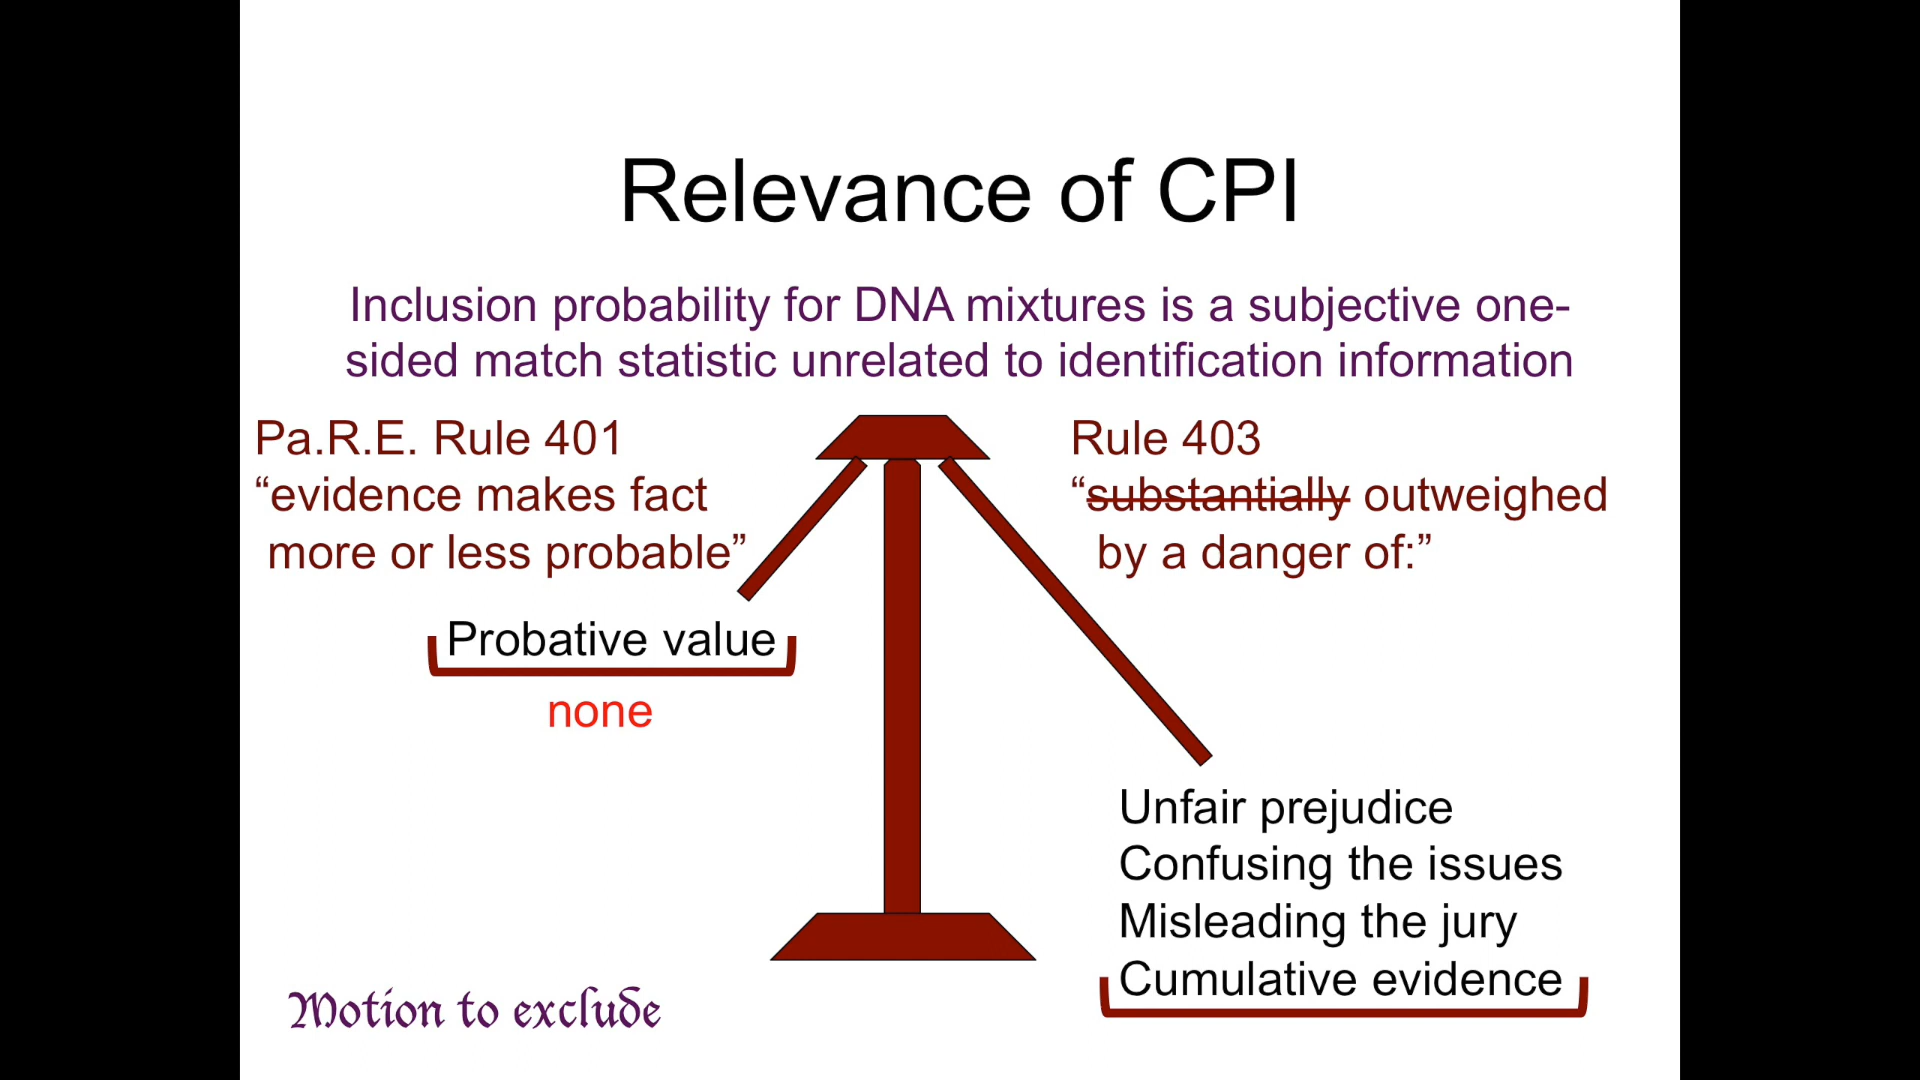 Relevance of CPI
Inclusion probability for DNA mixtures is a subjective one-
sided match statistic unrelated to identification information
Pa.R.E. Rule 401
“evidence makes fact
more or less probable”
Probative value
none
Rule 403
“substantially outweighed
by a danger of:”
Unfair prejudice
Confusing the issues
Misleading the jury
Cumulative evidence
Motion to exclude